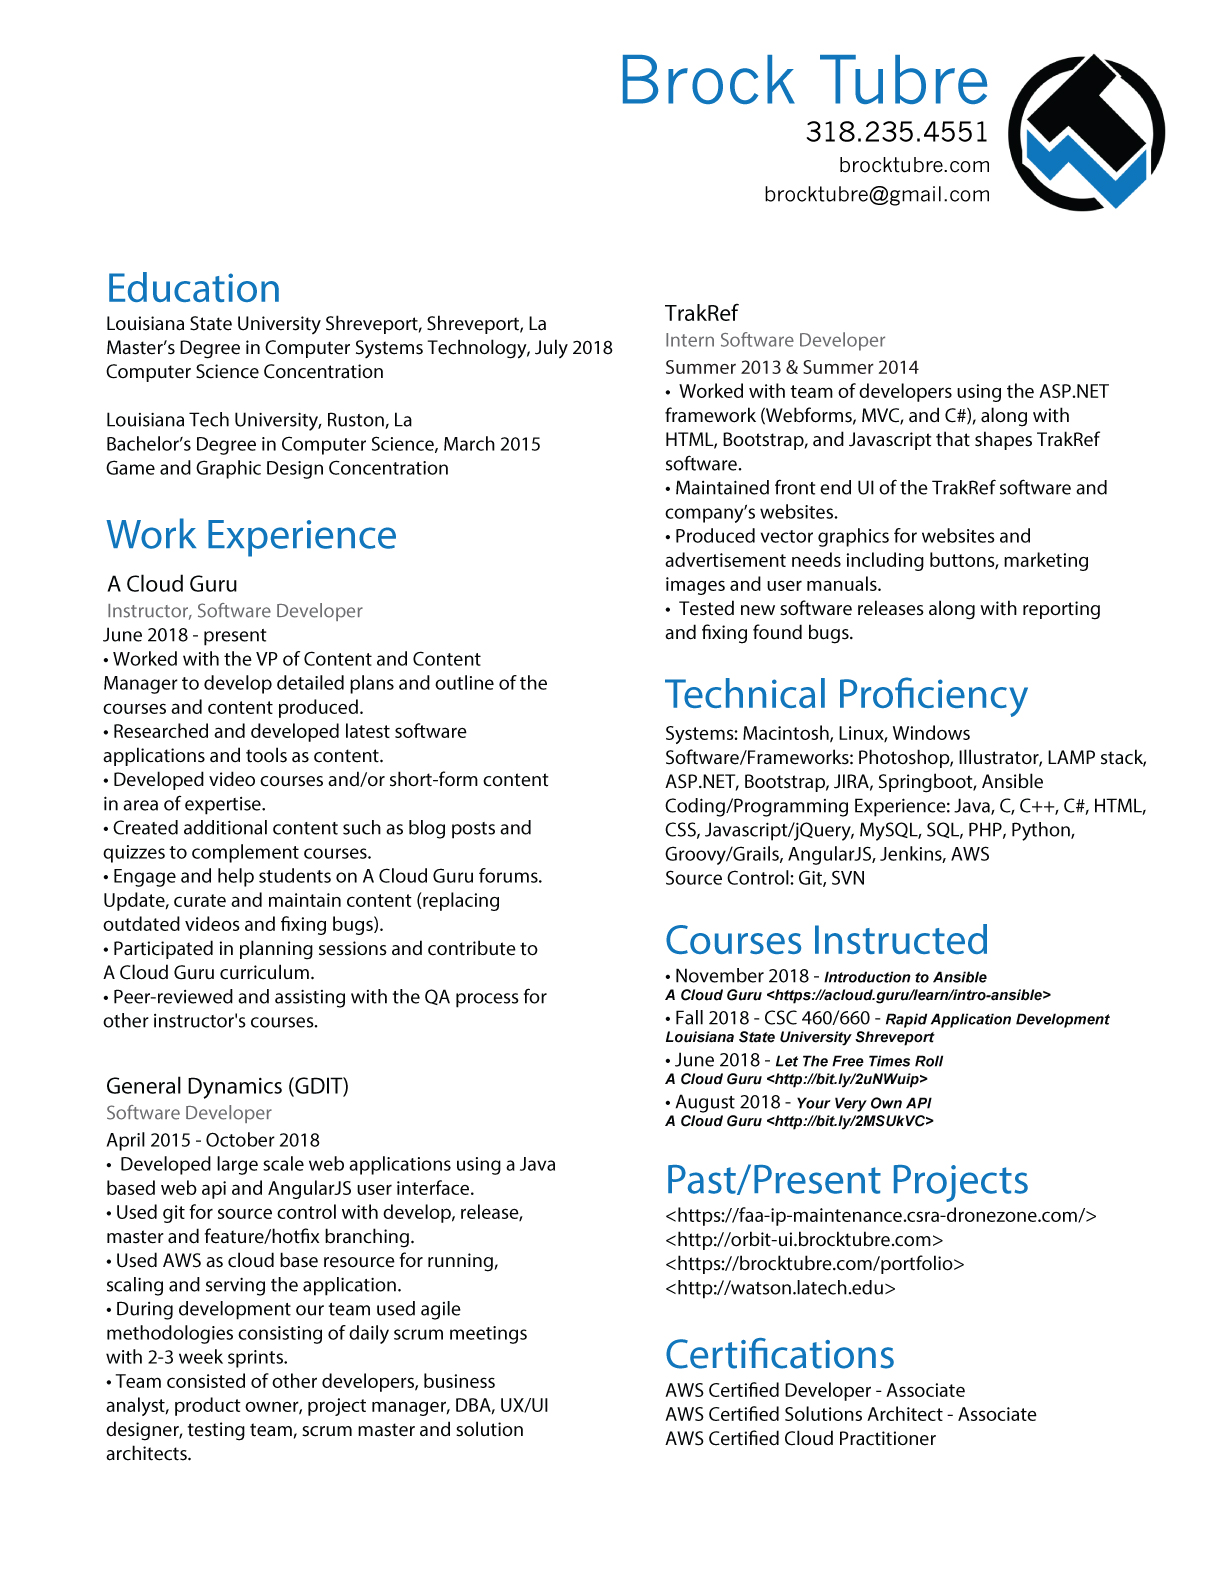 Brock Tubre
318.235.4551
brocktubre.com
brocktubre@gmail.com
Education
Louisiana State University Shreveport, Shreveport, La
Master’s Degree in Computer Systems Technology, July 2018
Computer Science Concentration
Louisiana Tech University, Ruston, La
Bachelor’s Degree in Computer Science, March 2015
Game and Graphic Design Concentration
Work Experience
A Cloud Guru
Instructor, Software Developer
June 2018 - present
• Worked with the VP of Content and Content
Manager to develop detailed plans and outline of the
courses and content produced.
• Researched and developed latest software
applications and tools as content.
• Developed video courses and/or short-form content
in area of expertise.
• Created additional content such as blog posts and
quizzes to complement courses.
• Engage and help students on A Cloud Guru forums.
Update, curate and maintain content (replacing
outdated videos and fixing bugs).
• Participated in planning sessions and contribute to
A Cloud Guru curriculum.
• Peer-reviewed and assisting with the QA process for
other instructor's courses.
General Dynamics (GDIT)
Software Developer
April 2015 - October 2018
• Developed large scale web applications using a Java
based web api and AngularJS user interface.
• Used git for source control with develop, release,
master and feature/hotfix branching.
• Used AWS as cloud base resource for running,
scaling and serving the application.
• During development our team used agile
methodologies consisting of daily scrum meetings
with 2-3 week sprints.
• Team consisted of other developers, business
analyst, product owner, project manager, DBA, UX/UI
designer, testing team, scrum master and solution
architects.
TrakRef
Intern Software Developer
Summer 2013 & Summer 2014
• Worked with team of developers using the ASP.NET
framework (Webforms, MVC, and C#), along with
HTML, Bootstrap, and Javascript that shapes TrakRef
software.
• Maintained front end UI of the TrakRef software and
company’s websites.
• Produced vector graphics for websites and
advertisement needs including buttons, marketing
images and user manuals.
• Tested new software releases along with reporting
and fixing found bugs.
Technical Proficiency
Systems: Macintosh, Linux, Windows
Software/Frameworks: Photoshop, Illustrator, LAMP stack,
ASP.NET, Bootstrap, JIRA, Springboot, Ansible
Coding/Programming Experience: Java, C, C++, C#, HTML,
CSS, Javascript/jQuery, MySQL, SQL, PHP, Python,
Groovy/Grails, AngularJS, Jenkins, AWS
Source Control: Git, SVN
Courses Instructed
• November 2018 - Introduction to Ansible
A Cloud Guru <https://acloud.guru/learn/intro-ansible>
• Fall 2018 - CSC 460/660 - Rapid Application Development
Louisiana State University Shreveport
• June 2018 - Let The Free Times Roll
A Cloud Guru <http://bit.ly/2uNWuip>
• August 2018 - Your Very Own API
A Cloud Guru <http://bit.ly/2MSUkVC>
Past/Present Projects
<https://faa-ip-maintenance.csra-dronezone.com/>
<http://orbit-ui.brocktubre.com>
<https://brocktubre.com/portfolio>
<http://watson.latech.edu>
Certifications
AWS Certified Developer - Associate
AWS Certified Solutions Architect - Associate
AWS Certified Cloud Practitioner